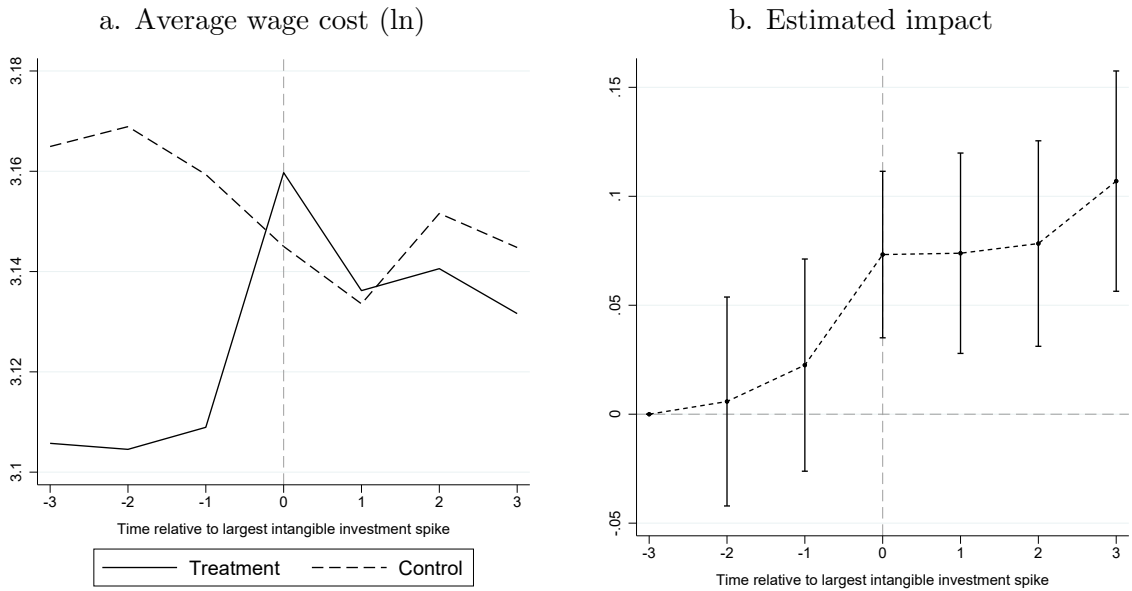 a. Average wage cost (ln)
3.18
3.16
3.14
3.12
3.1
-3 -2 -1 0 1 2 3
Time relative to largest intangible investment spike
Treatment Control
b. Estimated impact
.15
.1
.05
0
-.05
-3 -2 -1 0 1 2 3
Time relative to largest intangible investment spike